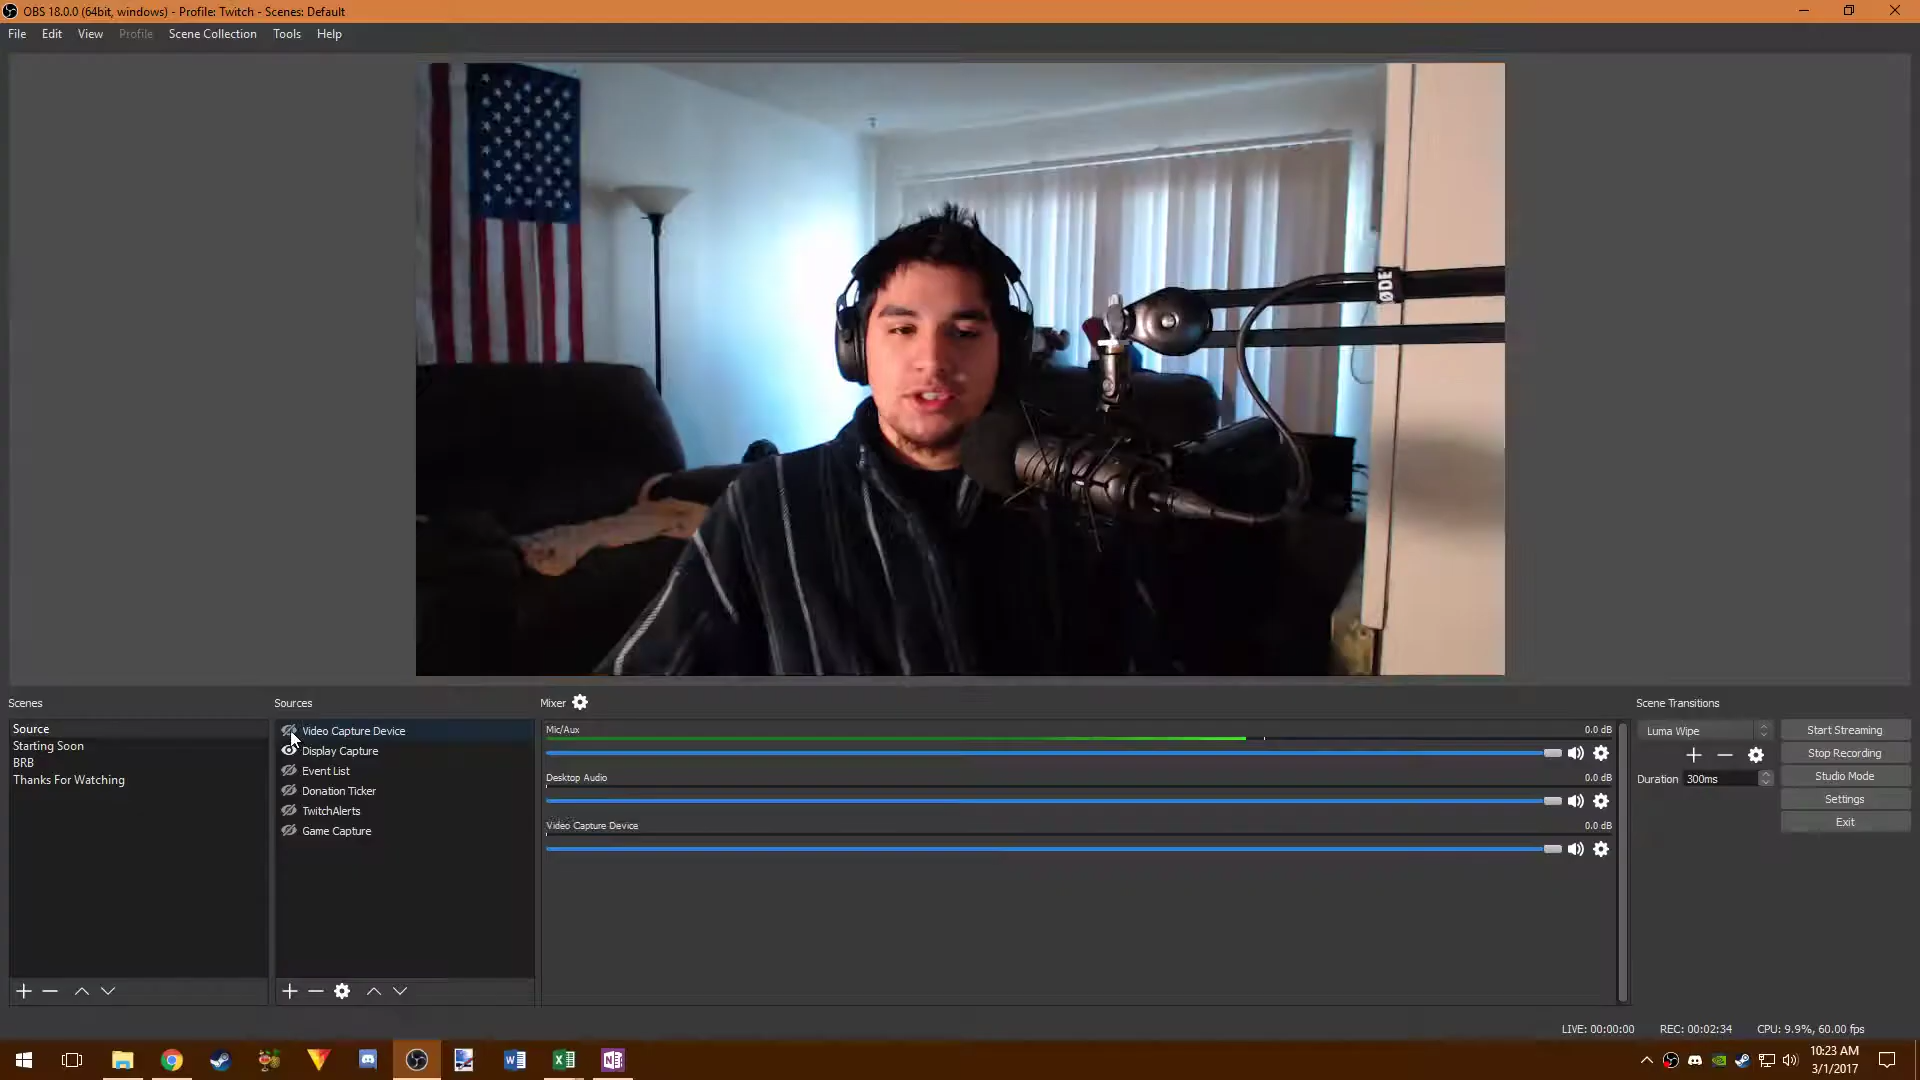 OBS 18.0.0 (64bit, windows) - Profile: Twitch - Scenes: Default
File Edit View Profile Scene Collection Tools Help
RØDE
Scenes
Source
Starting Soon
BRB
Thanks For Watching
Sources
Video Capture Device
Display Capture
Event List
Donation Ticker
TwitchAlerts
Game Capture
Mixer
Mic/Aux 0.0 dB
Desktop Audio 0.0 dB
Video Capture Device 0.0 dB
Scene Transitions
Luma Wipe
Duration 300ms
Start Streaming
Stop Recording
Studio Mode
Settings
Exit
LIVE: 00:00:00 REC: 00:02:34 CPU: 9.9%, 60.00 fps
10:23 AM
3/1/2017